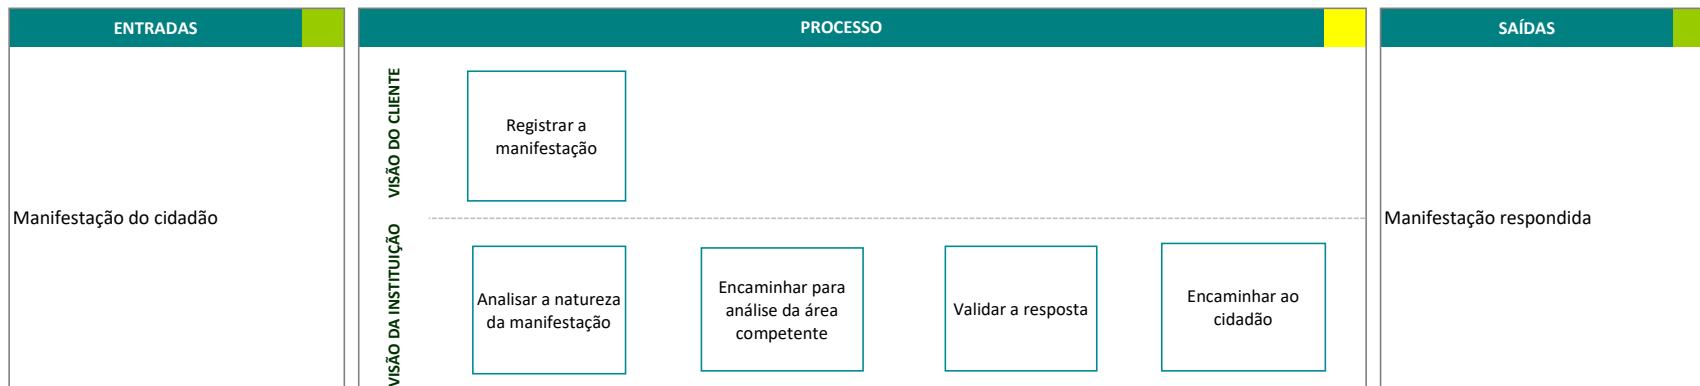 ENTRADAS
PROCESSO
SAÍDAS
Manifestação do cidadão
VISÃO DO CLIENTE
Registrar a
manifestação
VISÃO DA INSTITUIÇÃO
Analisar a natureza
da manifestação
Encaminhar para
análise da área
competente
Validar a resposta
Encaminhar ao
cidadão
Manifestação respondida